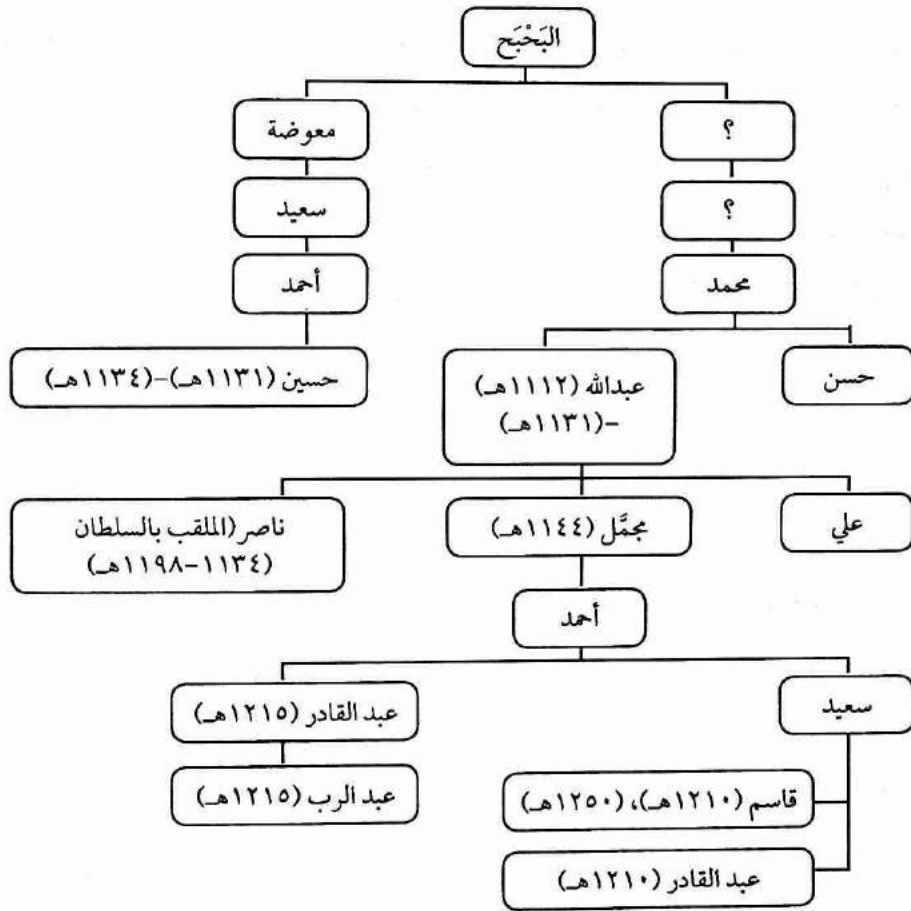 البَحْبَح
؟
معوضة
؟
سعيد
محمد
أحمد
حسن
عبدالله (١١١٢هـ)
-(١١٣١هـ)
حسين (١١٣١هـ)-(١١٣٤هـ)
علي
مجمَّل (١١٤٤هـ)
ناصر (الملقب بالسلطان
(١١٣٤-١١٩٨هـ)
أحمد
سعيد
عبد القادر (١٢١٥هـ)
عبد الرب (١٢١٥هـ)
قاسم (١٢١٠هـ)، (١٢٥٠هـ)
عبد القادر (١٢١٠هـ)